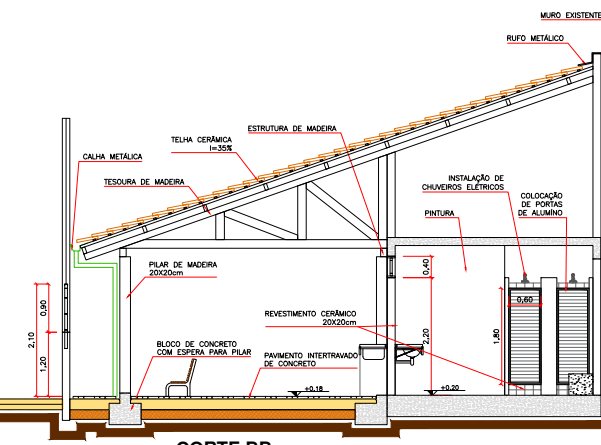 MURO EXISTENTE
RUFO METÁLICO
ESTRUTURA DE MADEIRA
TELHA CERÂMICA
I=35%
CALHA METÁLICA
TESOURA DE MADEIRA
INSTALAÇÃO DE
CHUVEIROS ELÉTRICOS
COLOCAÇÃO
DE PORTAS
DE ALUMÍNO
PINTURA
PILAR DE MADEIRA
20X20cm
0,40
0,90
2,10
1,20
0,60
1,80
2,20
REVESTIMENTO CERÂMICO
20X20cm
BLOCO DE CONCRETO
COM ESPERA PARA PILAR
PAVIMENTO INTERTRAVADO
DE CONCRETO
+0,18
+0,20